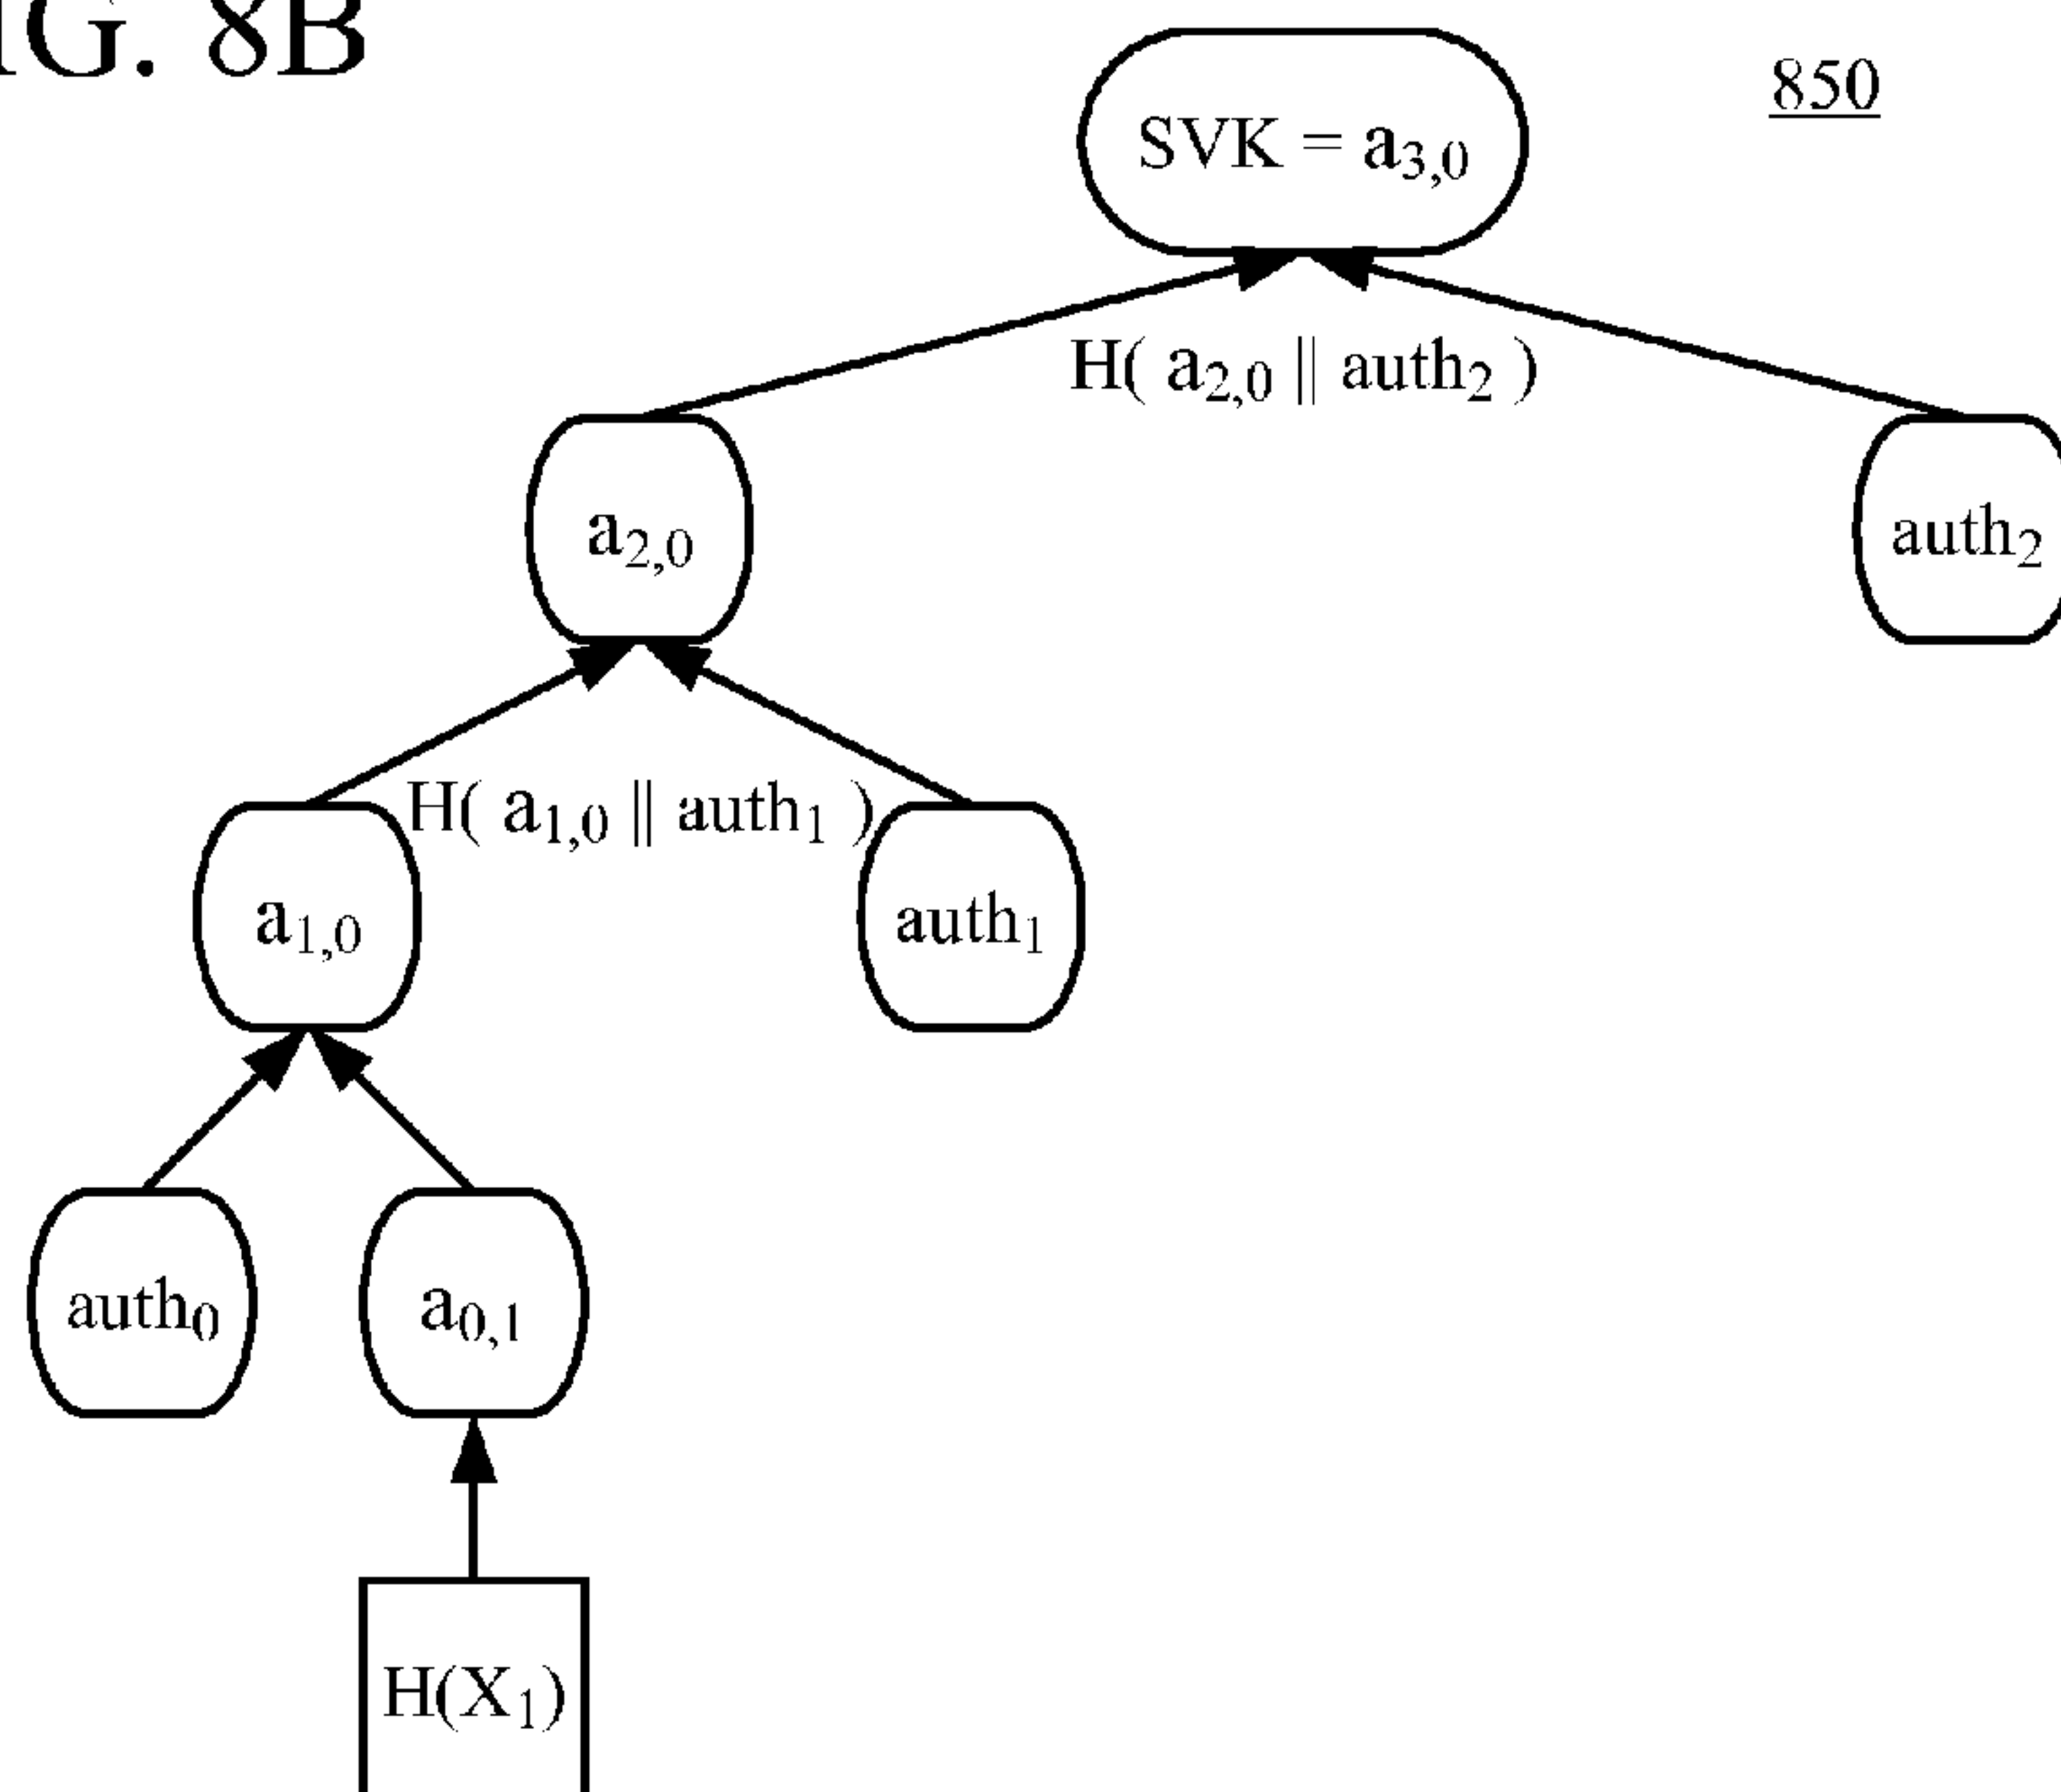 IG. 8B
850
SVK = a3,0
H( a2,0 || auth2 )
a2,0
auth2
H( a1,0 || auth1 )
a1,0
auth1
auth0
a0,1
H(X1)